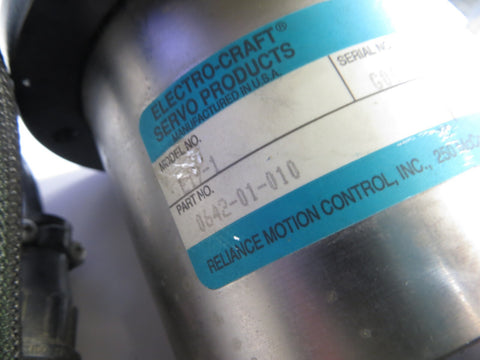 ELECTRO-CRAFT®
SERVO PRODUCTS
MANUFACTURED IN U.S.A.
MODEL NO.
SERIAL NO.
PART NO.
0642-01-010
RELIANCE MOTION CONTROL, INC., 250